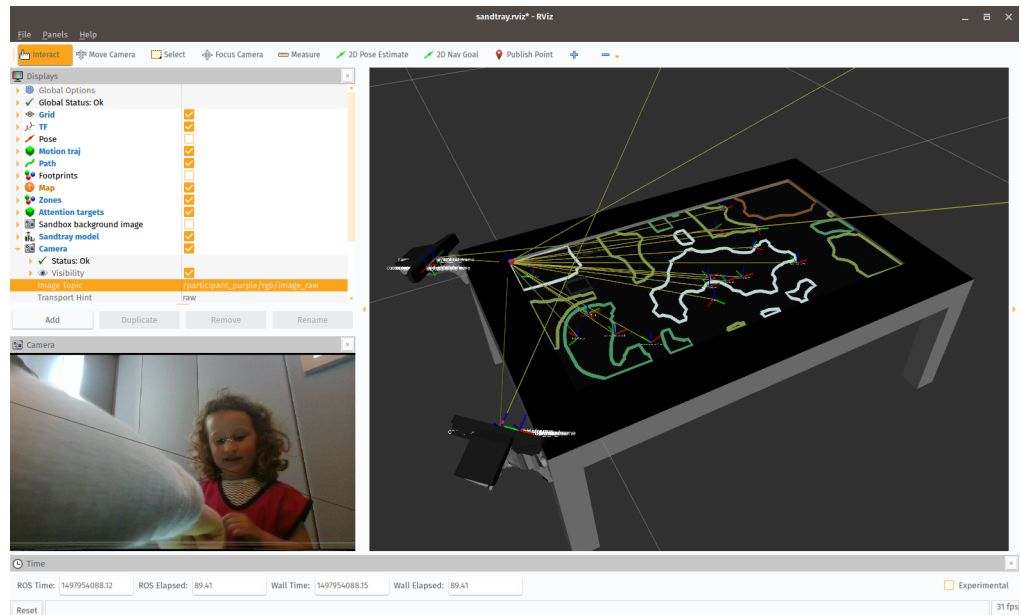 sandtray.rviz* - RViz
File Panels Help
Interact Move Camera Select Focus Camera Measure 2D Pose Estimate 2D Nav Goal Publish Point
Displays
Global Options
Global Status: Ok
Grid
TF
Pose
Motion traj
Path
Footprints
Map
Zones
Attention targets
Sandbox background image
Sandtray model
Camera
Status: Ok
Visibility
Image Topic /participant_purple/rgb/image_raw
Transport Hint raw
Add Duplicate Remove Rename
Camera
Time
ROS Time: 1497954088.12 ROS Elapsed: 89.41 Wall Time: 1497954088.15 Wall Elapsed: 89.41 Experimental
Reset 31 fps